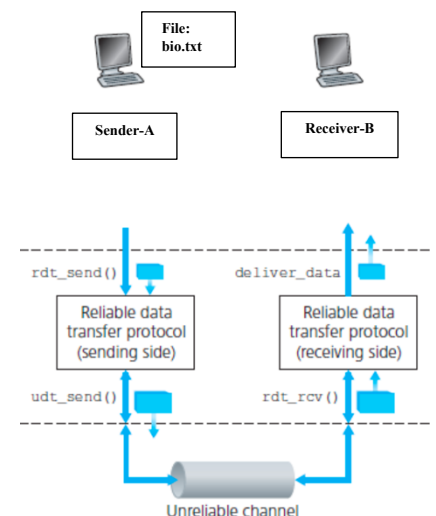 File:
bio.txt
Sender-A
Receiver-B
rdt_send()
deliver_data
Reliable data
transfer protocol
(sending side)
Reliable data
transfer protocol
(receiving side)
udt_send()
rdt_rcv()
Unreliable channel